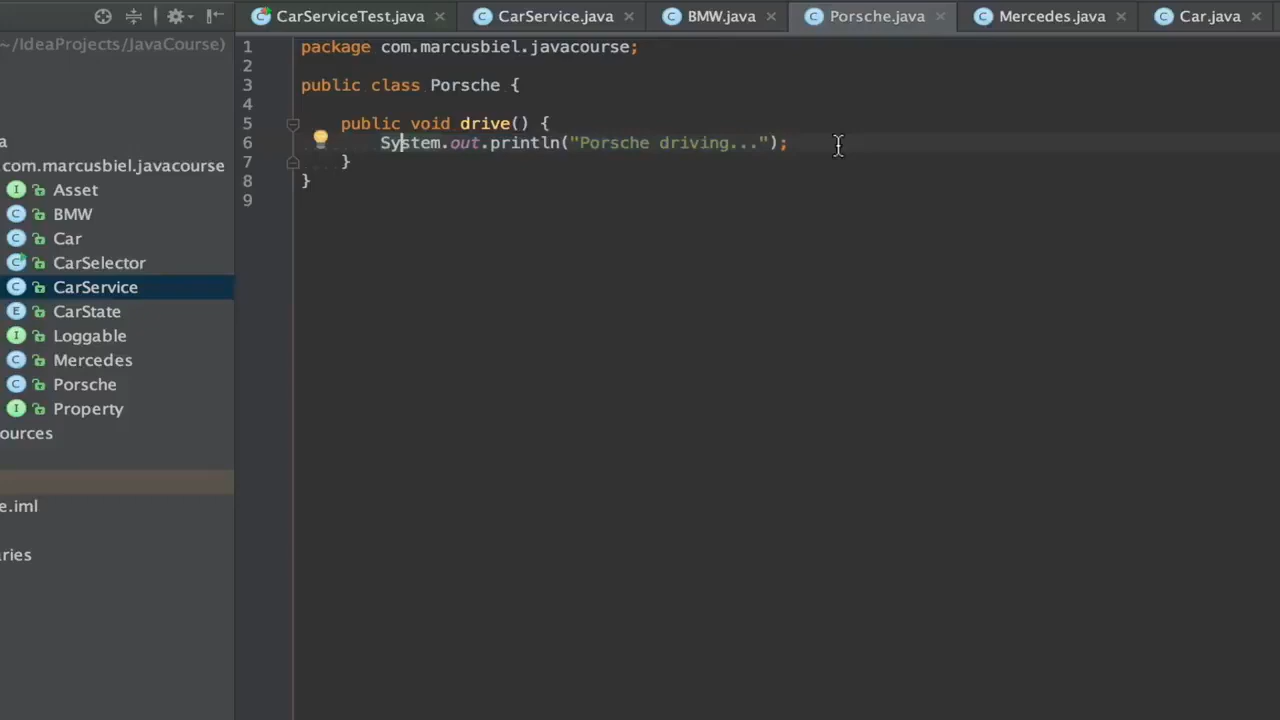 CarServiceTest.java CarService.java BMW.java Porsche.java Mercedes.java Car.java
~/IdeaProjects/JavaCourse)
a
com.marcusbiel.javacourse
I Asset
C BMW
C Car
C CarSelector
C CarService
E CarState
I Loggable
C Mercedes
C Porsche
I Property
ources
e.iml
ries
1 package com.marcusbiel.javacourse;
2
3 public class Porsche {
4
5 public void drive() {
6 System.out.println("Porsche driving...");
7 }
8 }
9